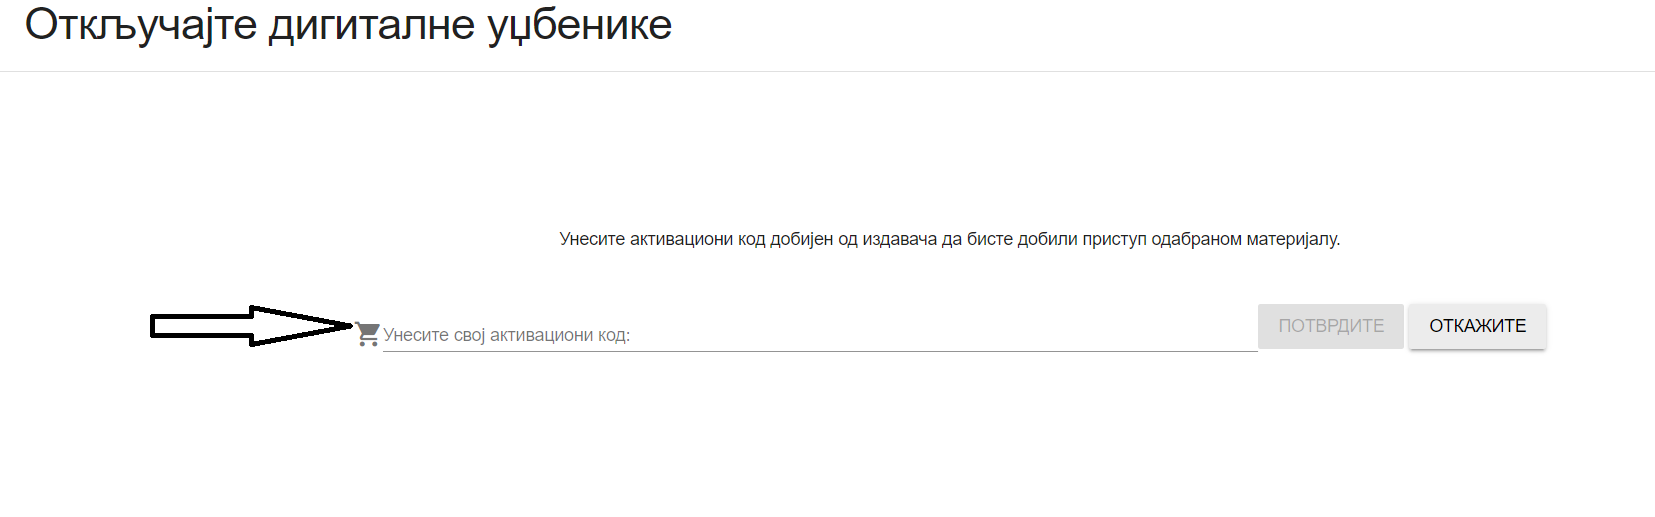 Откључајте дигиталне уџбенике
Унесите активациони код добијен од издавача да бисте добили приступ одабраном материјалу.
Унесите свој активациони код: ПОТВРДИТЕ ОТКАЖИТЕ